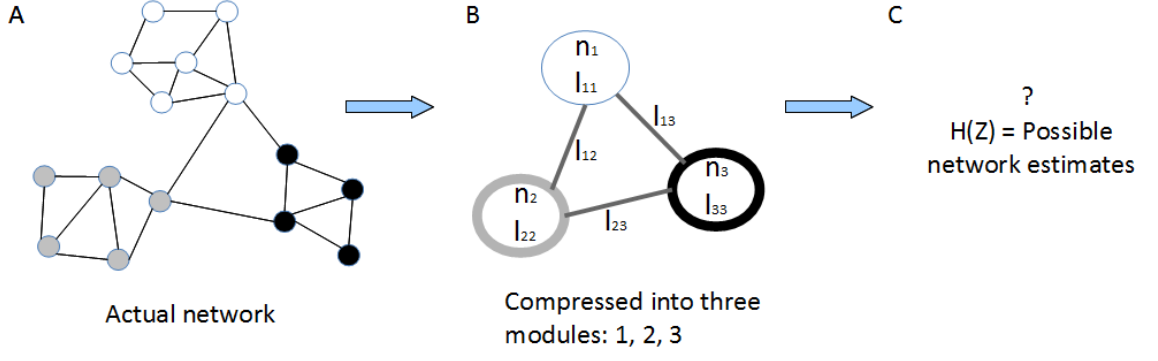 A
B
C
n₁
l₁₁
l₁₃
l₁₂
n₂
l₂₂
n₃
l₃₃
l₂₃
?
H(Z) = Possible
network estimates
Actual network
Compressed into three
modules: 1, 2, 3